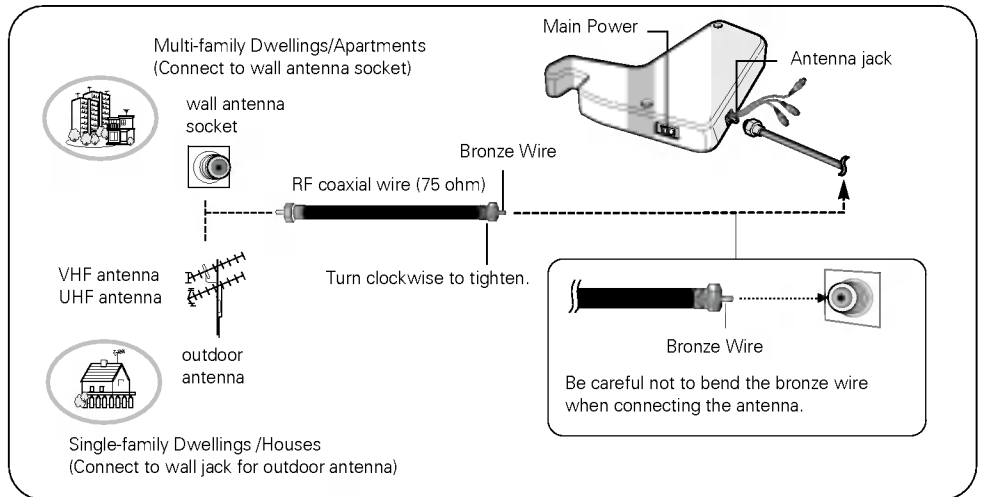 Multi-family Dwellings/Apartments
(Connect to wall antenna socket)
wall antenna
socket
Main Power
Antenna jack
Bronze Wire
RF coaxial wire (75 ohm)
Turn clockwise to tighten.
VHF antenna
UHF antenna
outdoor
antenna
Single-family Dwellings /Houses
(Connect to wall jack for outdoor antenna)
Bronze Wire
Be careful not to bend the bronze wire
when connecting the antenna.